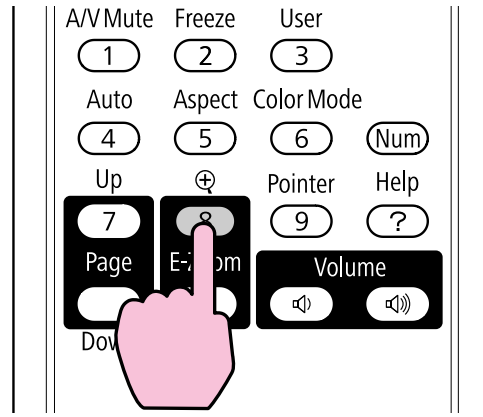 A/V Mute Freeze User
1 2 3
Auto Aspect Color Mode
4 5 6 Num
Up Pointer Help
7 8 9 ?
Page Volume